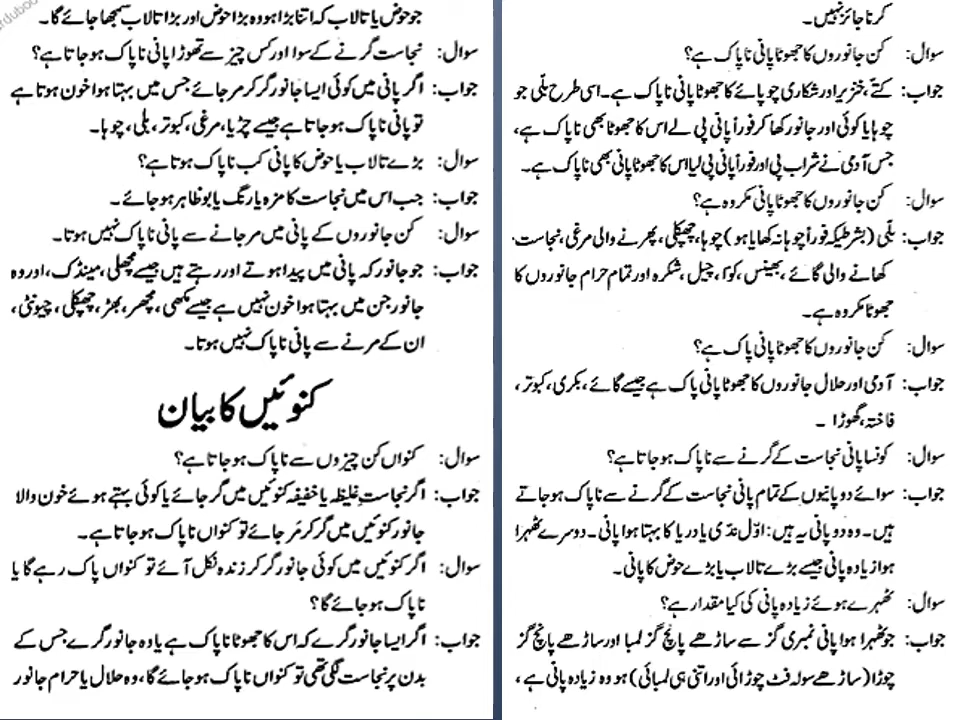 کرنا جائز نہیں۔
سوال: کن جانوروں کا جھوٹا پانی ناپاک ہے؟
جواب: کتّے، خنزیر اور شکاری چوپائے کا جھوٹا پانی ناپاک ہے۔ اسی طرح بلّی جو
چوہا یا کوئی اور جانور کھا کر فوراً پانی پی لے اس کا جھوٹا بھی ناپاک ہے،
جس آدمی نے شراب پی اور فوراً پانی پی لیا اس کا جھوٹا پانی بھی ناپاک ہے۔
سوال: کن جانوروں کا جھوٹا پانی مکروہ ہے؟
جواب: بلّی (بشرطیکہ فوراً چوہا نہ کھایا ہو) چوہا، چھپکلی، پھرنے والی مرغی، نجاست
کھانے والی گائے، بھینس، کوّا، چیل، شکرہ اور تمام حرام جانوروں کا
جھوٹا مکروہ ہے۔
سوال: کن جانوروں کا جھوٹا پانی پاک ہے؟
جواب: آدمی اور حلال جانوروں کا جھوٹا پانی پاک ہے جیسے گائے، بکری، کبوتر،
فاختہ، گھوڑا۔
سوال: کونسا پانی نجاست کے گرنے سے ناپاک ہو جاتا ہے؟
جواب: سوائے دو پانیوں کے تمام پانی نجاست کے گرنے سے ناپاک ہو جاتے
ہیں۔ وہ دو پانی یہ ہیں: اوّل ندّی یا دریا کا بہتا ہوا پانی۔ دوسرے ٹھہرا
ہوا زیادہ پانی جیسے بڑے تالاب یا بڑے حوض کا پانی۔
سوال: ٹھہرے ہوئے زیادہ پانی کی کیا مقدار ہے؟
جواب: جو ٹھہرا ہوا پانی نمبری گز سے ساڑھے پانچ گز لمبا اور ساڑھے پانچ گز
چوڑا (ساڑھے سولہ فٹ چوڑائی اور اتنی ہی لمبائی) ہو وہ زیادہ پانی ہے،
جو حوض یا تالاب کہ اتنا بڑا ہو وہ بڑا حوض اور بڑا تالاب سمجھا جائے گا۔
سوال: نجاست گرنے کے سوا اور کس چیز سے تھوڑا پانی ناپاک ہو جاتا ہے؟
جواب: اگر پانی میں کوئی ایسا جانور گر کر مر جائے جس میں بہتا ہوا خون ہوتا ہے
تو پانی ناپاک ہو جاتا ہے جیسے چڑیا، مرغی، کبوتر، بلی، چوہا۔
سوال: بڑے تالاب یا حوض کا پانی کب ناپاک ہوتا ہے؟
جواب: جب اس میں نجاست کا مزہ یا رنگ یا بو ظاہر ہو جائے۔
سوال: کن جانوروں کے پانی میں مر جانے سے پانی ناپاک نہیں ہوتا۔
جواب: جو جانور کہ پانی میں پیدا ہوتے اور رہتے ہیں جیسے مچھلی، مینڈک، اور وہ
جانور جن میں بہتا ہوا خون نہیں ہے جیسے مکھی، مچھر، بھڑ، چھپکلی، چیونٹی،
ان کے مرنے سے پانی ناپاک نہیں ہوتا۔
کنوئیں کا بیان
سوال: کنواں کن چیزوں سے ناپاک ہو جاتا ہے؟
جواب: اگر نجاستِ غلیظہ یا خفیفہ کنوئیں میں گر جائے یا کوئی بہتے ہوئے خون والا
جانور کنوئیں میں گر کر مَر جائے تو کنواں ناپاک ہو جاتا ہے۔
سوال: اگر کنوئیں میں کوئی جانور گر کر زندہ نکل آئے تو کنواں پاک رہے گا یا
ناپاک ہو جائے گا؟
جواب: اگر ایسا جانور گرے کہ اس کا جھوٹا ناپاک ہے یا وہ جانور گرے جس کے
بدن پر نجاست لگی تھی تو کنواں ناپاک ہو جائے گا، وہ حلال یا حرام جانور